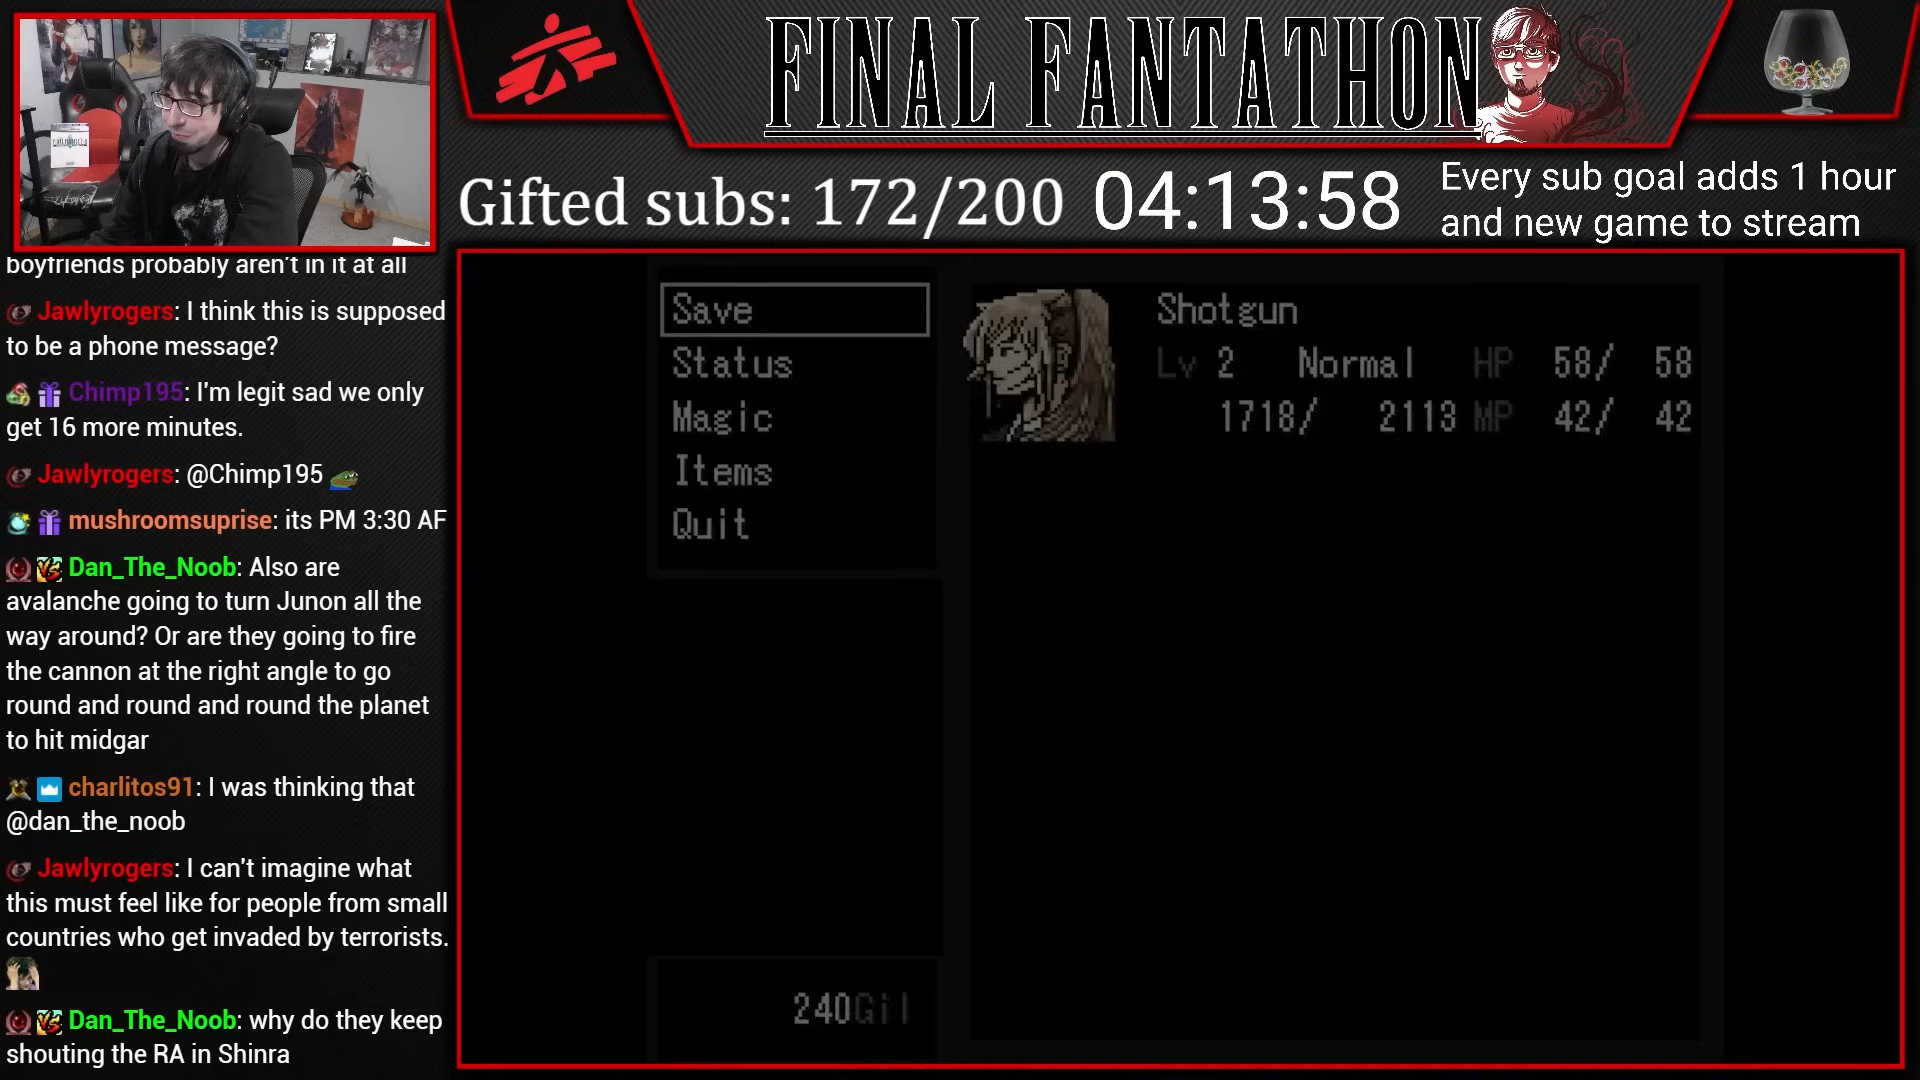 FINAL FANTATHON
Gifted subs: 172/200
04:13:58
Every sub goal adds 1 hour
and new game to stream
boyfriends probably aren't in it at all
Jawlyrogers: I think this is supposed
to be a phone message?
Chimp195: I'm legit sad we only
get 16 more minutes.
Jawlyrogers: @Chimp195
mushroomsuprise: its PM 3:30 AF
Dan_The_Noob: Also are
avalanche going to turn Junon all the
way around? Or are they going to fire
the cannon at the right angle to go
round and round and round the planet
to hit midgar
charlitos91: I was thinking that
@dan_the_noob
Jawlyrogers: I can't imagine what
this must feel like for people from small
countries who get invaded by terrorists.
Dan_The_Noob: why do they keep
shouting the RA in Shinra
Save
Status
Magic
Items
Quit
Shotgun
Lv 2 Normal HP 58/ 58
1718/ 2113 MP 42/ 42
240Gil